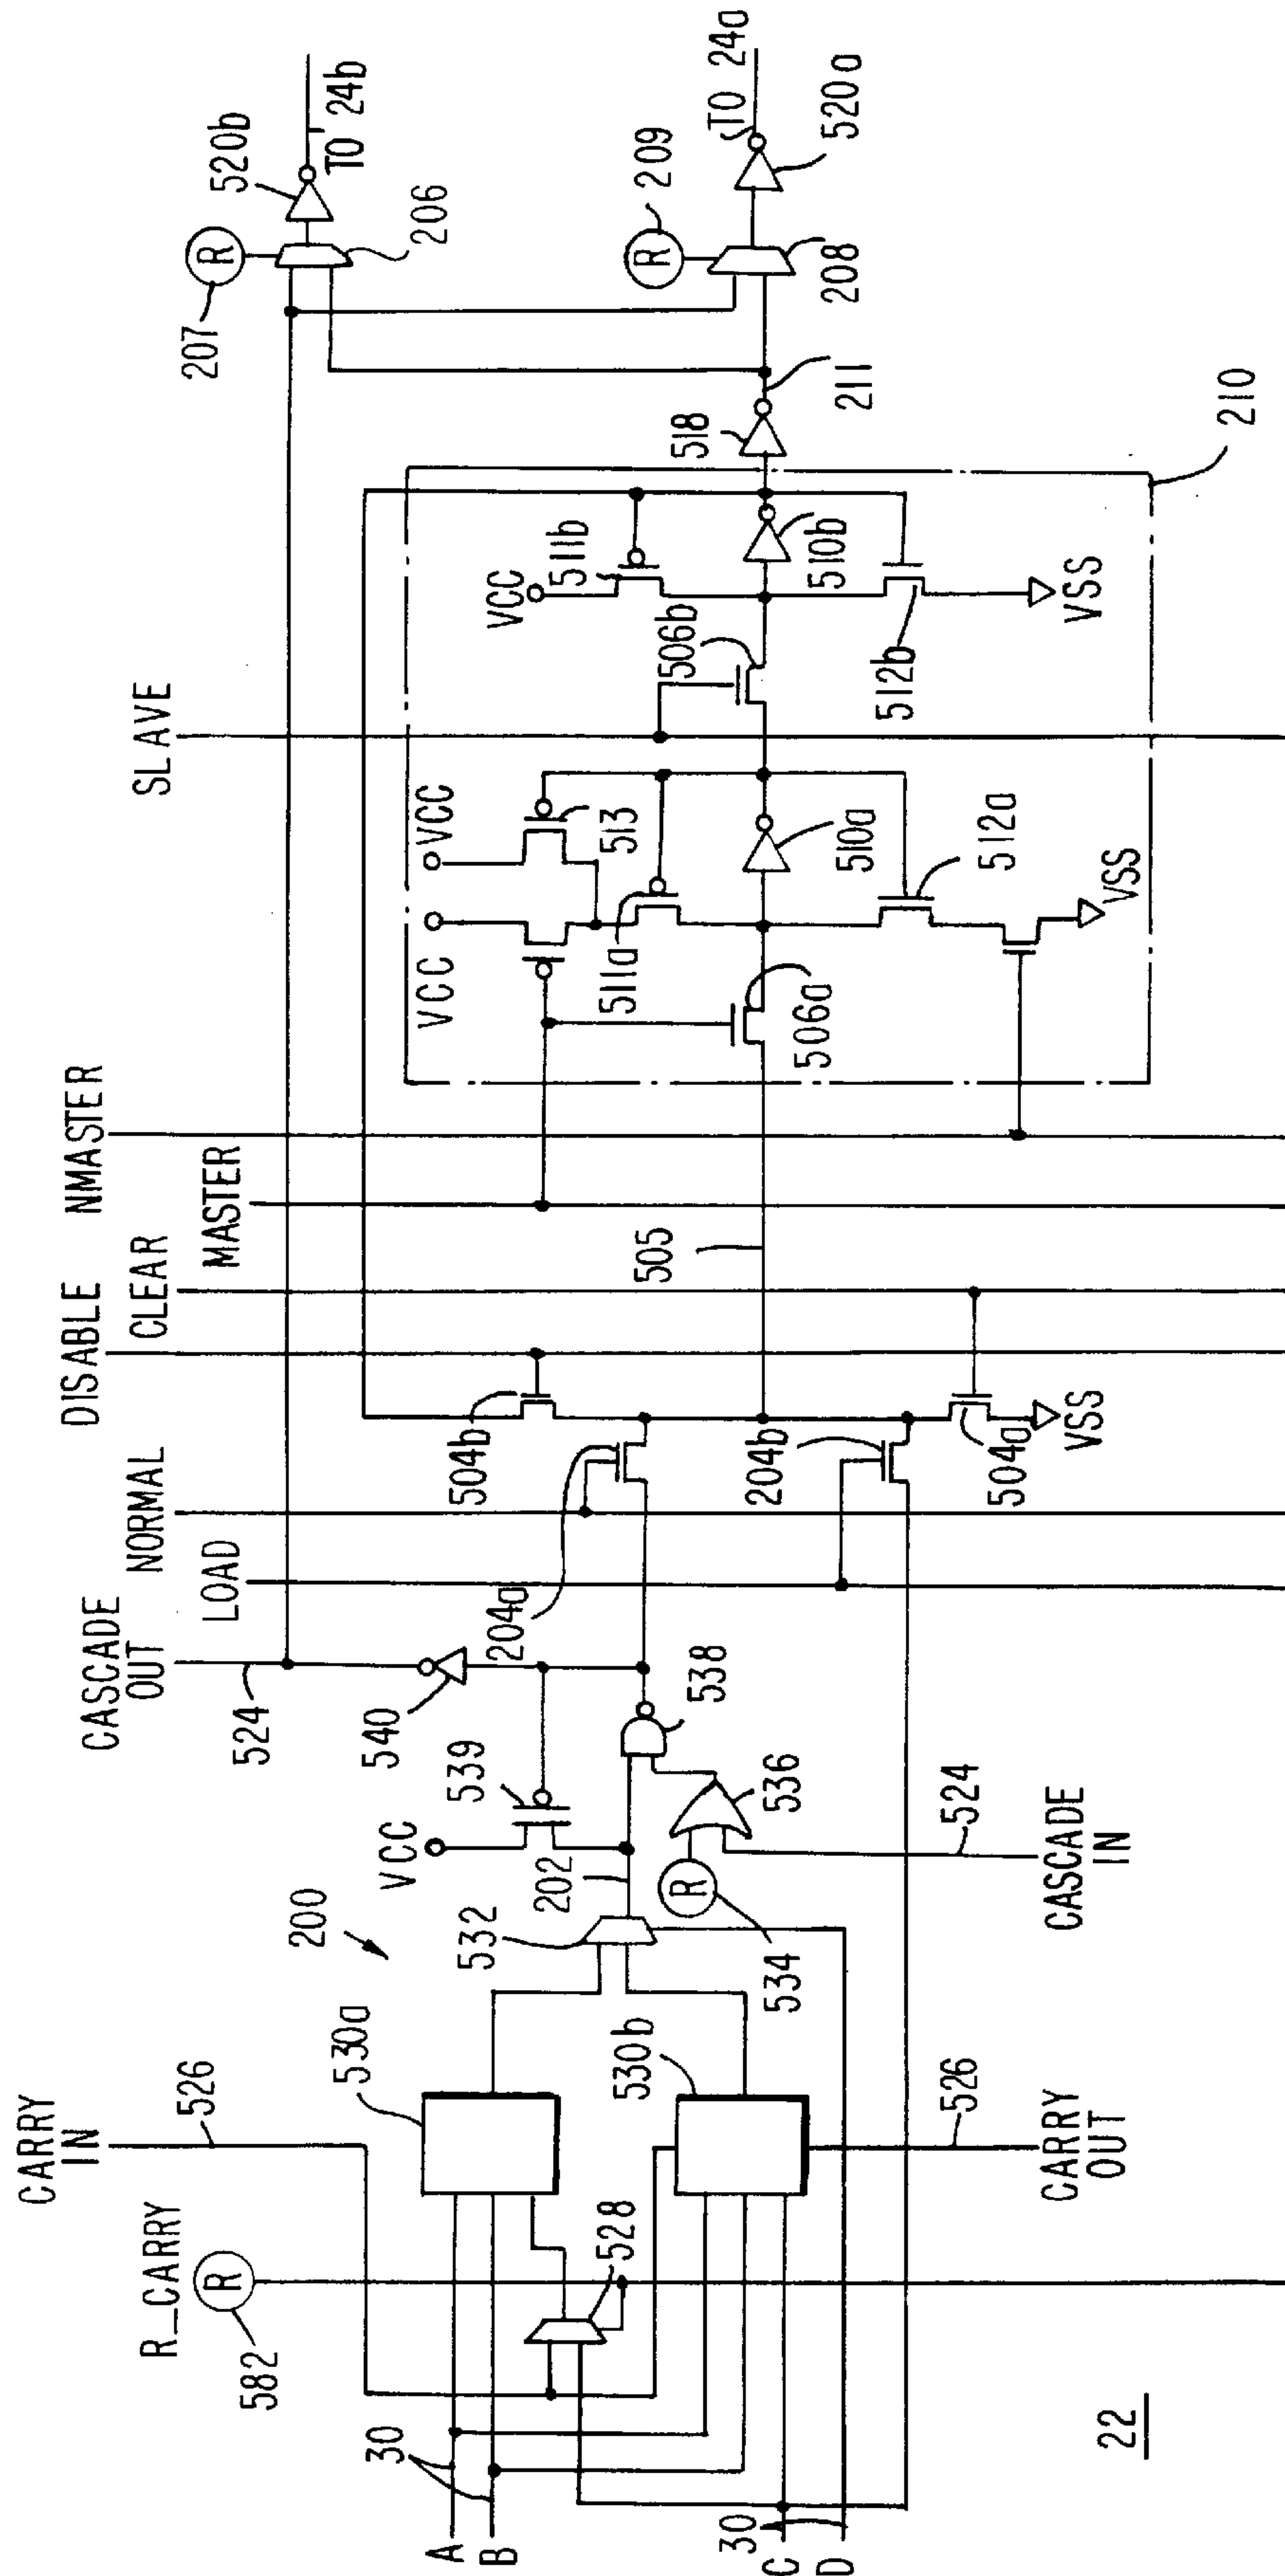 CARRY
IN
526
R_CARRY
R
582
30
A
B
30
C
D
528
530a
530b
526
CARRY
OUT
200
532
202
VCC
539
R
534
536
524
CASCADE
IN
538
540
524
CASCADE
OUT
LOAD
NORMAL
DISABLE
CLEAR
MASTER
NMASTER
SLAVE
204a
504b
204b
504a
VSS
505
506a
VCC
VCC
513
511a
510a
512a
VSS
506b
VCC
511b
510b
512b
VSS
518
211
210
R
207
206
520b
TO 24b
R
209
208
520a
TO 24a
22